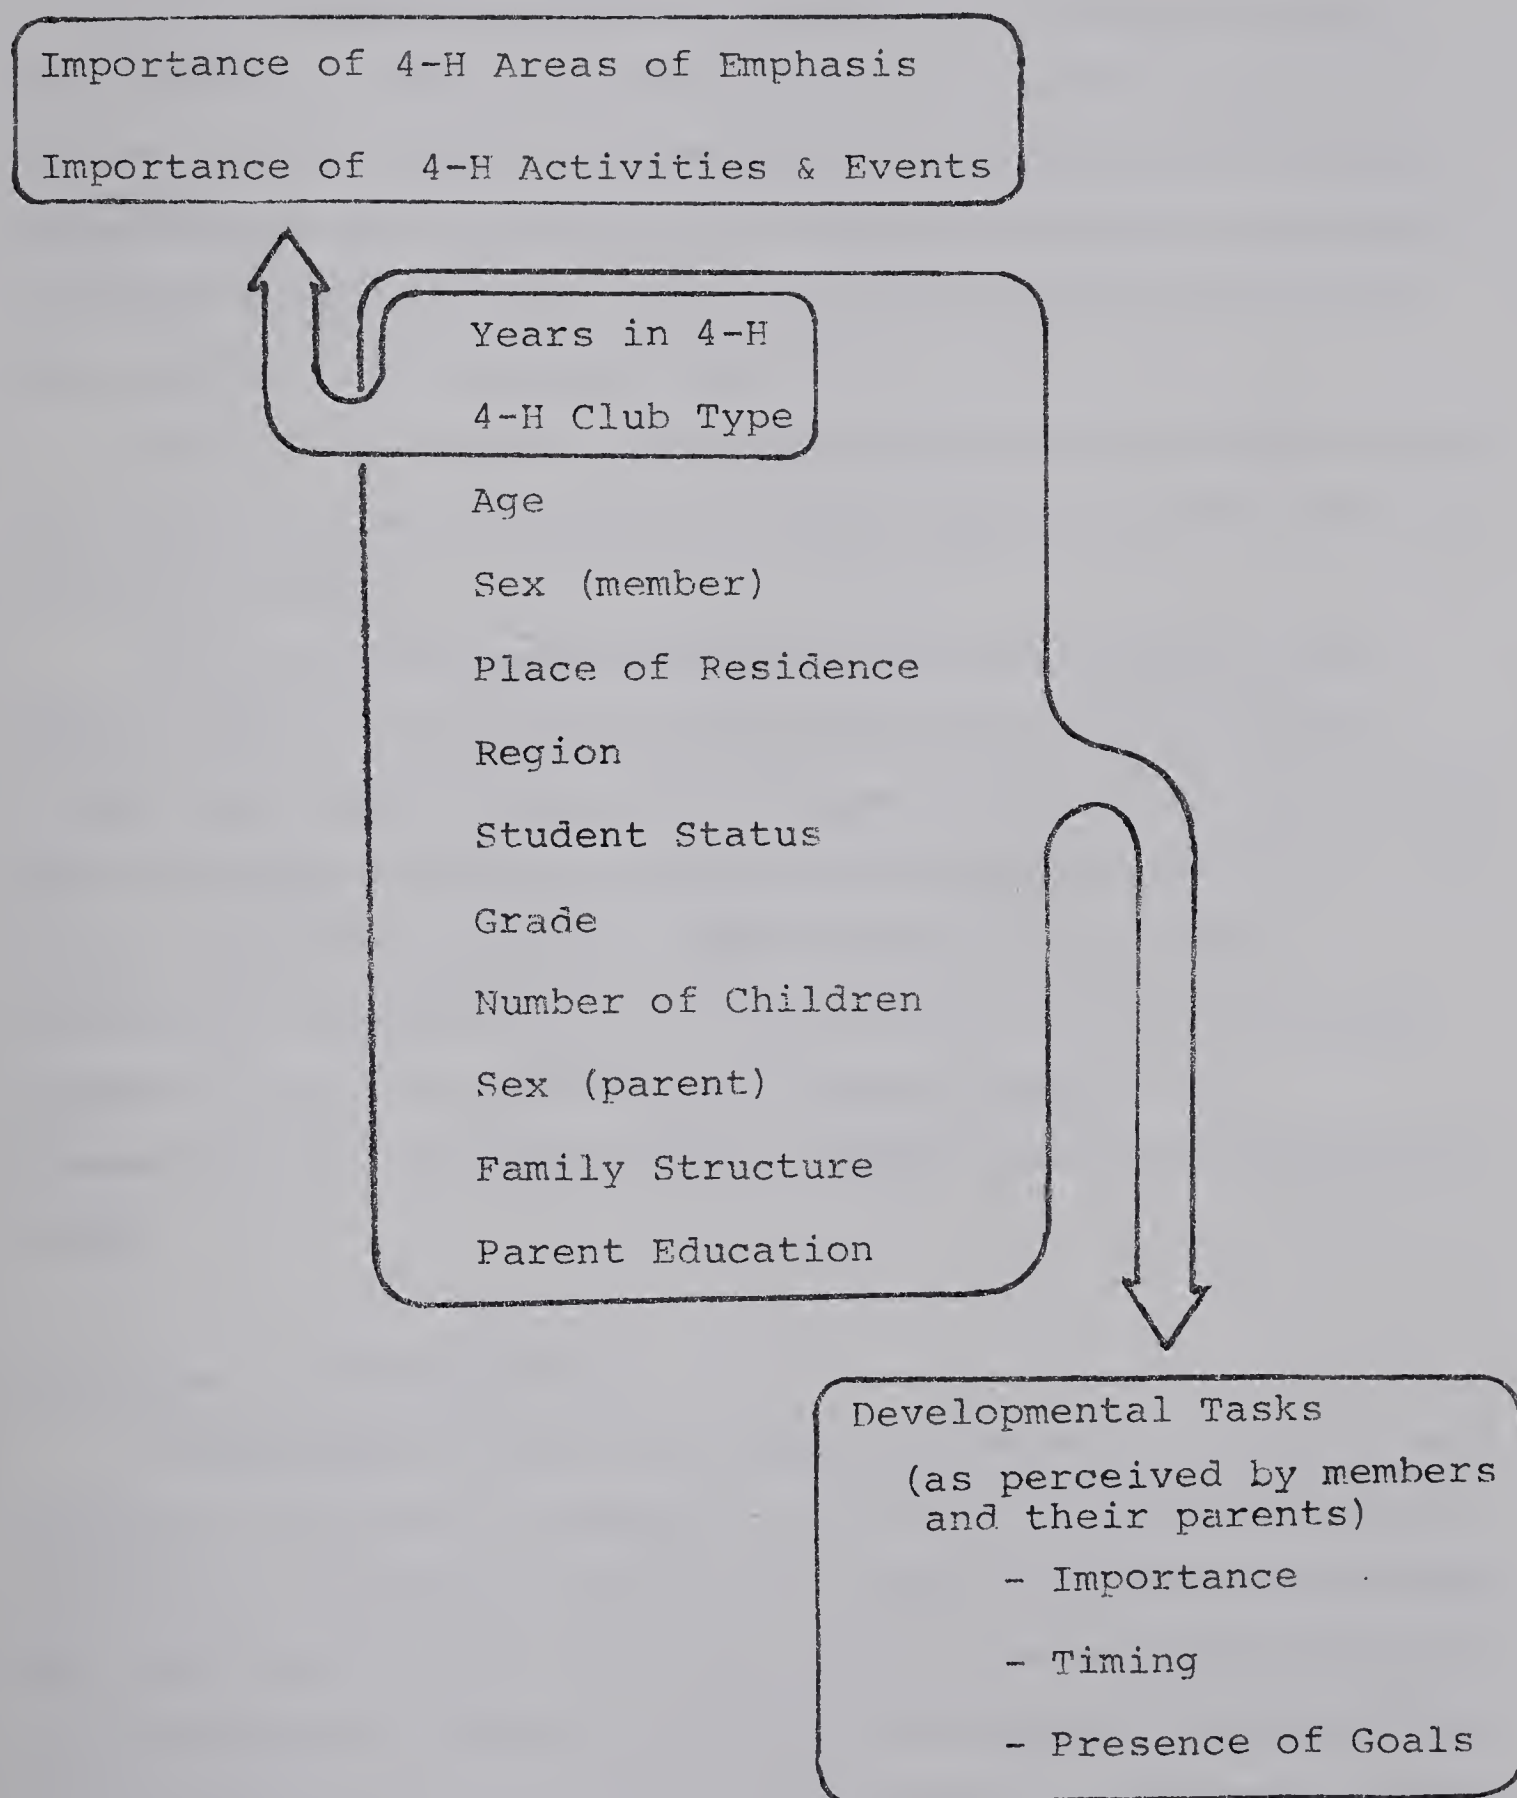 Importance of 4-H Areas of Emphasis
Importance of 4-H Activities & Events
Years in 4-H
4-H Club Type
Age
Sex (member)
Place of Residence
Region
Student Status
Grade
Number of Children
Sex (parent)
Family Structure
Parent Education
Developmental Tasks
(as perceived by members
and their parents)
- Importance
- Timing
- Presence of Goals